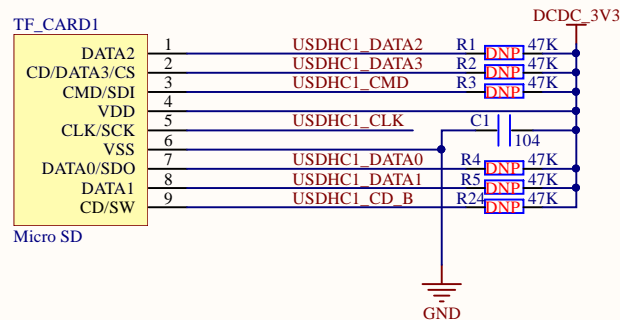 DCDC_3V3
TF_CARD1
DATA2 1 USDHC1_DATA2 R1 DNP 47K
CD/DATA3/CS 2 USDHC1_DATA3 R2 DNP 47K
CMD/SDI 3 USDHC1_CMD R3 DNP 47K
VDD 4
CLK/SCK 5 USDHC1_CLK C1 104
VSS 6
DATA0/SDO 7 USDHC1_DATA0 R4 DNP 47K
DATA1 8 USDHC1_DATA1 R5 DNP 47K
CD/SW 9 USDHC1_CD_B R24 DNP 47K
Micro SD
GND